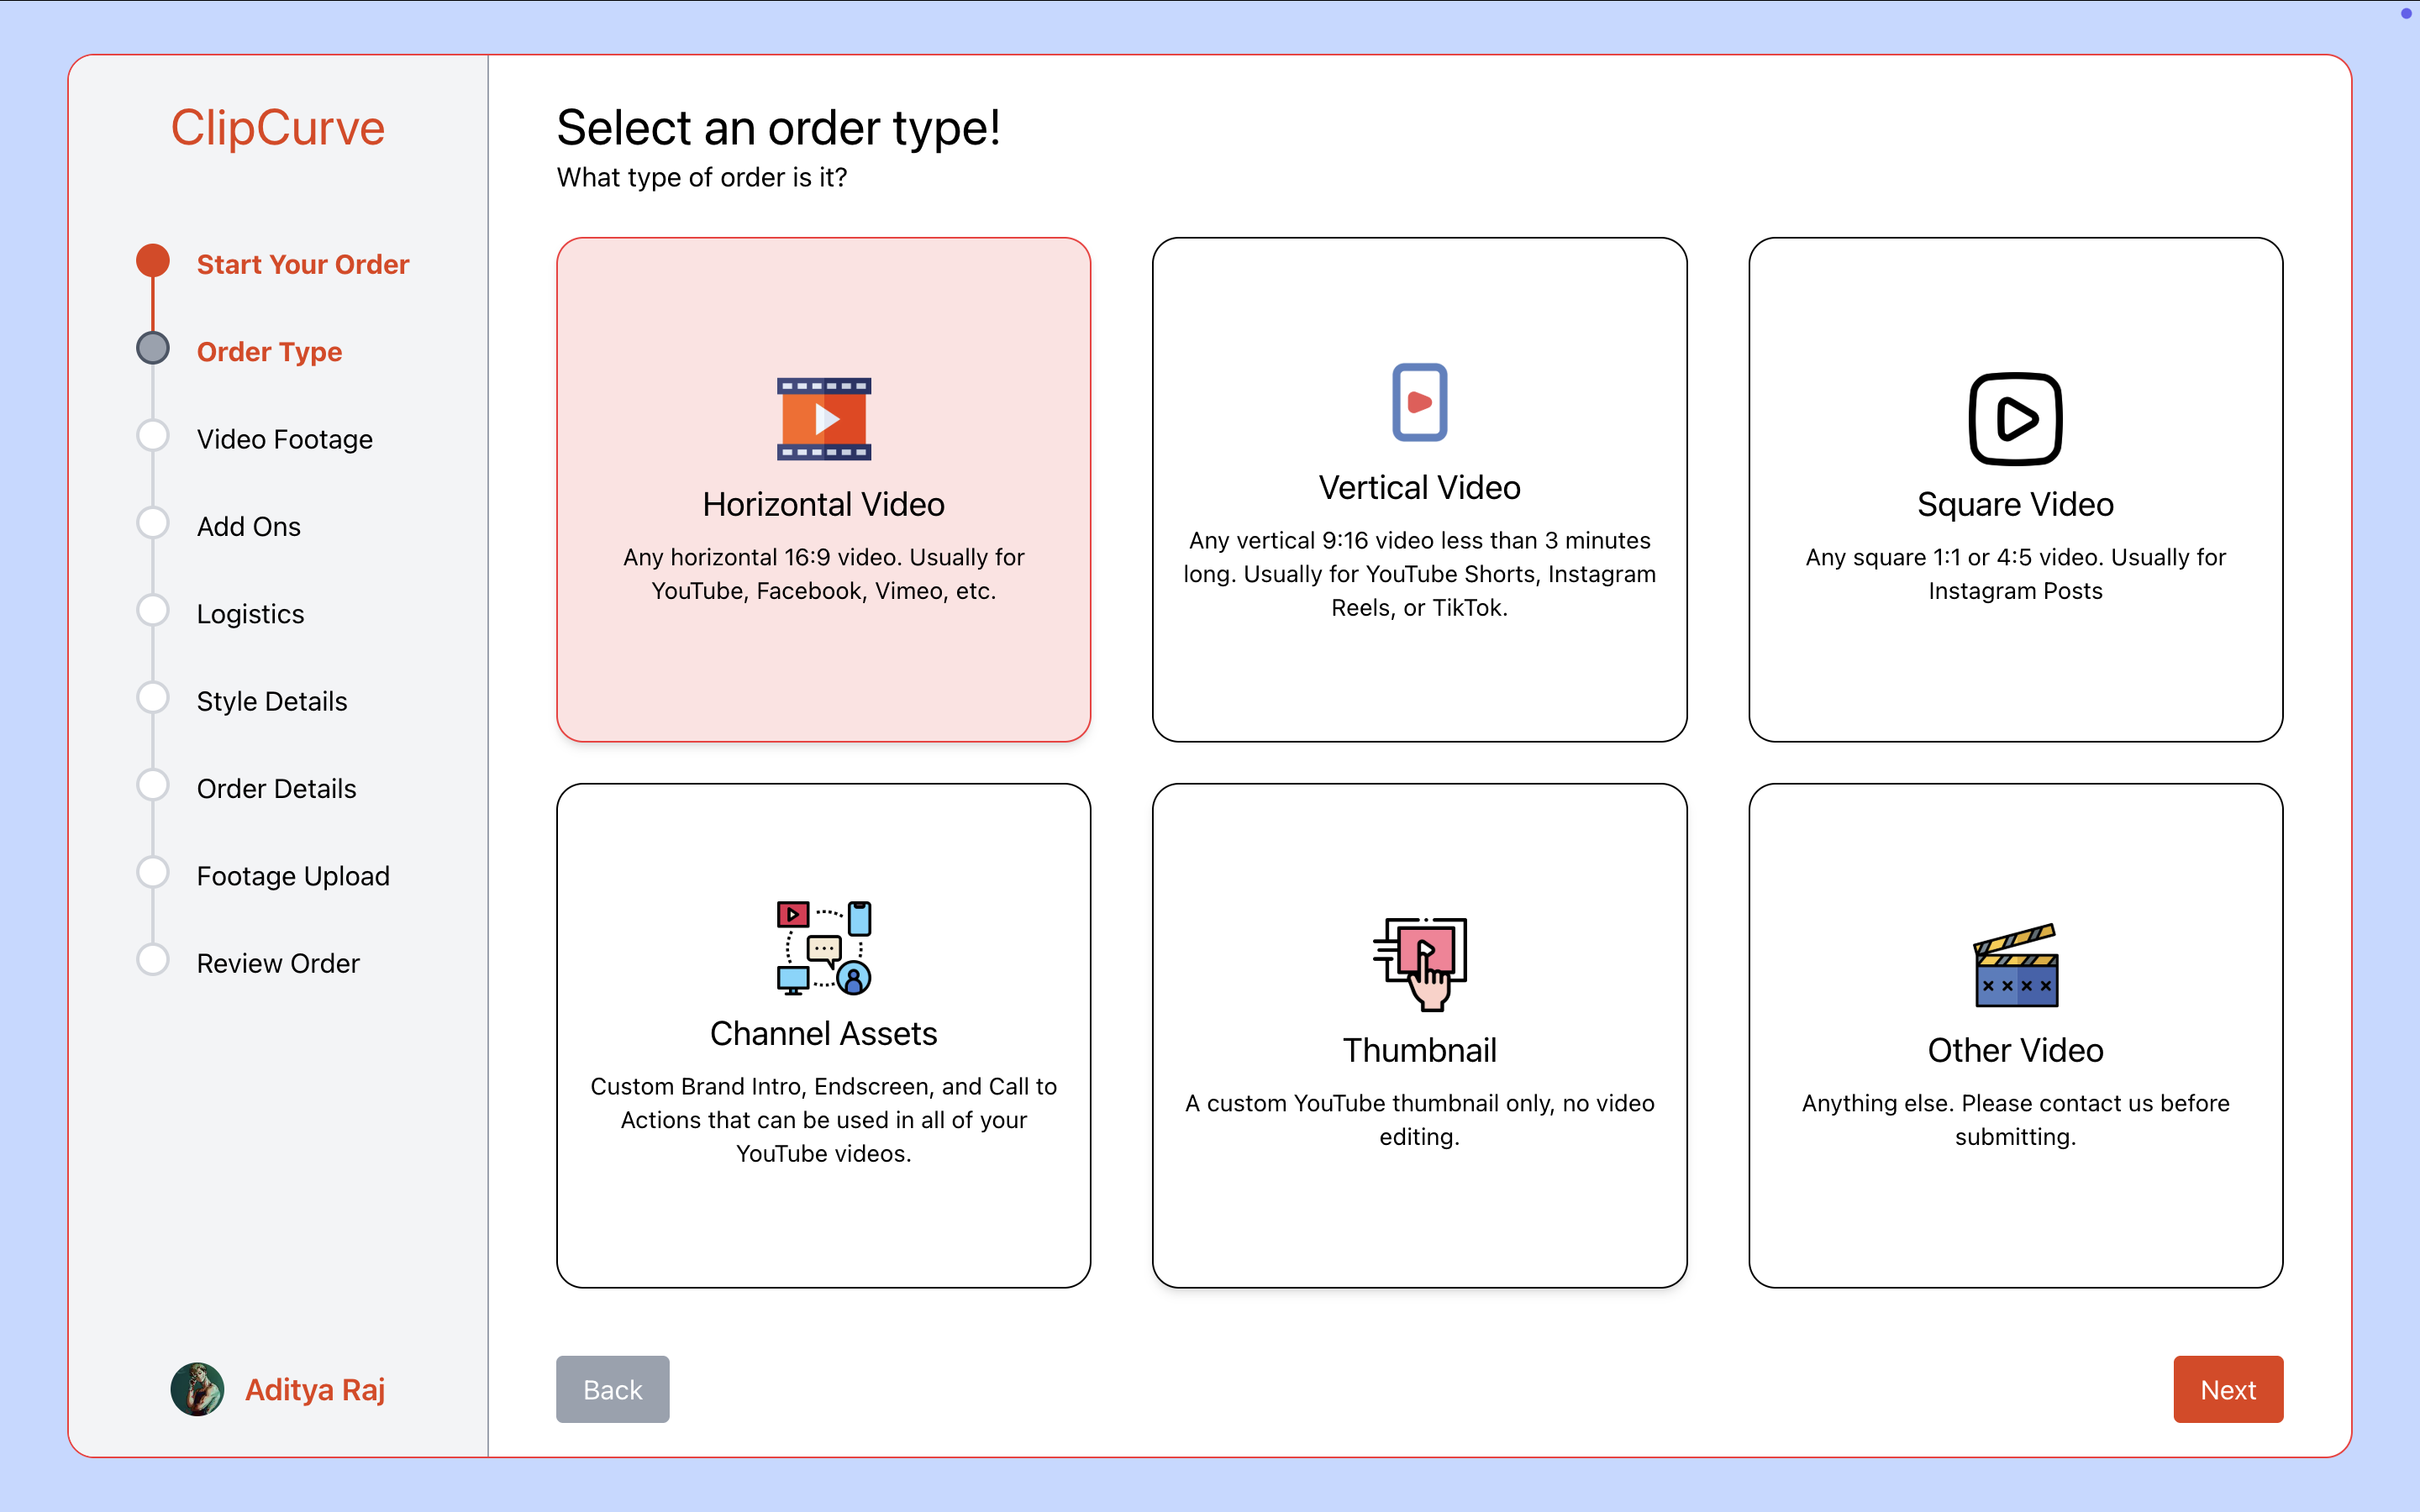 ClipCurve
Start Your Order
Order Type
Video Footage
Add Ons
Logistics
Style Details
Order Details
Footage Upload
Review Order
Aditya Raj
Select an order type!
What type of order is it?
Horizontal Video
Any horizontal 16:9 video. Usually for
YouTube, Facebook, Vimeo, etc.
Vertical Video
Any vertical 9:16 video less than 3 minutes
long. Usually for YouTube Shorts, Instagram
Reels, or TikTok.
Square Video
Any square 1:1 or 4:5 video. Usually for
Instagram Posts
Channel Assets
Custom Brand Intro, Endscreen, and Call to
Actions that can be used in all of your
YouTube videos.
Thumbnail
A custom YouTube thumbnail only, no video
editing.
Other Video
Anything else. Please contact us before
submitting.
Back
Next